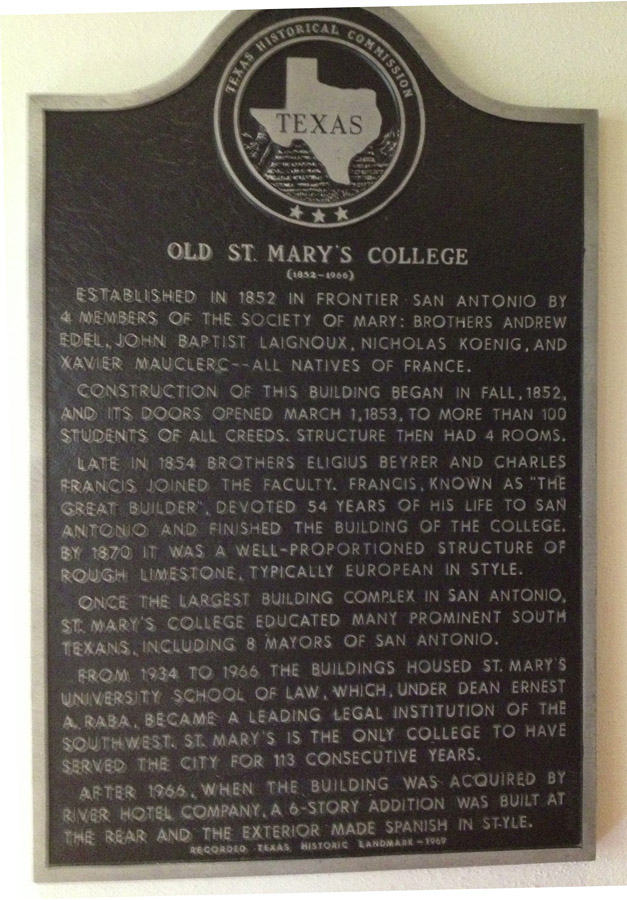 TEXAS HISTORICAL COMMISSION
TEXAS
OLD ST. MARY'S COLLEGE
(1852-1966)
ESTABLISHED IN 1852 IN FRONTIER SAN ANTONIO BY
4 MEMBERS OF THE SOCIETY OF MARY: BROTHERS ANDREW
EDEL, JOHN BAPTIST LAIGNOUX, NICHOLAS KOENIG, AND
XAVIER MAUCLERC--ALL NATIVES OF FRANCE.
CONSTRUCTION OF THIS BUILDING BEGAN IN FALL, 1852,
AND ITS DOORS OPENED MARCH 1, 1853, TO MORE THAN 100
STUDENTS OF ALL CREEDS. STRUCTURE THEN HAD 4 ROOMS.
LATE IN 1854 BROTHERS ELIGIUS BEYRER AND CHARLES
FRANCIS JOINED THE FACULTY. FRANCIS, KNOWN AS "THE
GREAT BUILDER", DEVOTED 54 YEARS OF HIS LIFE TO SAN
ANTONIO AND FINISHED THE BUILDING OF THE COLLEGE.
BY 1870 IT WAS A WELL-PROPORTIONED STRUCTURE OF
ROUGH LIMESTONE, TYPICALLY EUROPEAN IN STYLE.
ONCE THE LARGEST BUILDING COMPLEX IN SAN ANTONIO,
ST. MARY'S COLLEGE EDUCATED MANY PROMINENT SOUTH
TEXANS, INCLUDING 8 MAYORS OF SAN ANTONIO.
FROM 1934 TO 1966 THE BUILDINGS HOUSED ST. MARY'S
UNIVERSITY SCHOOL OF LAW, WHICH, UNDER DEAN ERNEST
A. RABA, BECAME A LEADING LEGAL INSTITUTION OF THE
SOUTHWEST. ST. MARY'S IS THE ONLY COLLEGE TO HAVE
SERVED THE CITY FOR 113 CONSECUTIVE YEARS.
AFTER 1966, WHEN THE BUILDING WAS ACQUIRED BY
RIVER HOTEL COMPANY, A 6-STORY ADDITION WAS BUILT AT
THE REAR AND THE EXTERIOR MADE SPANISH IN STYLE.
RECORDED TEXAS HISTORIC LANDMARK-1969